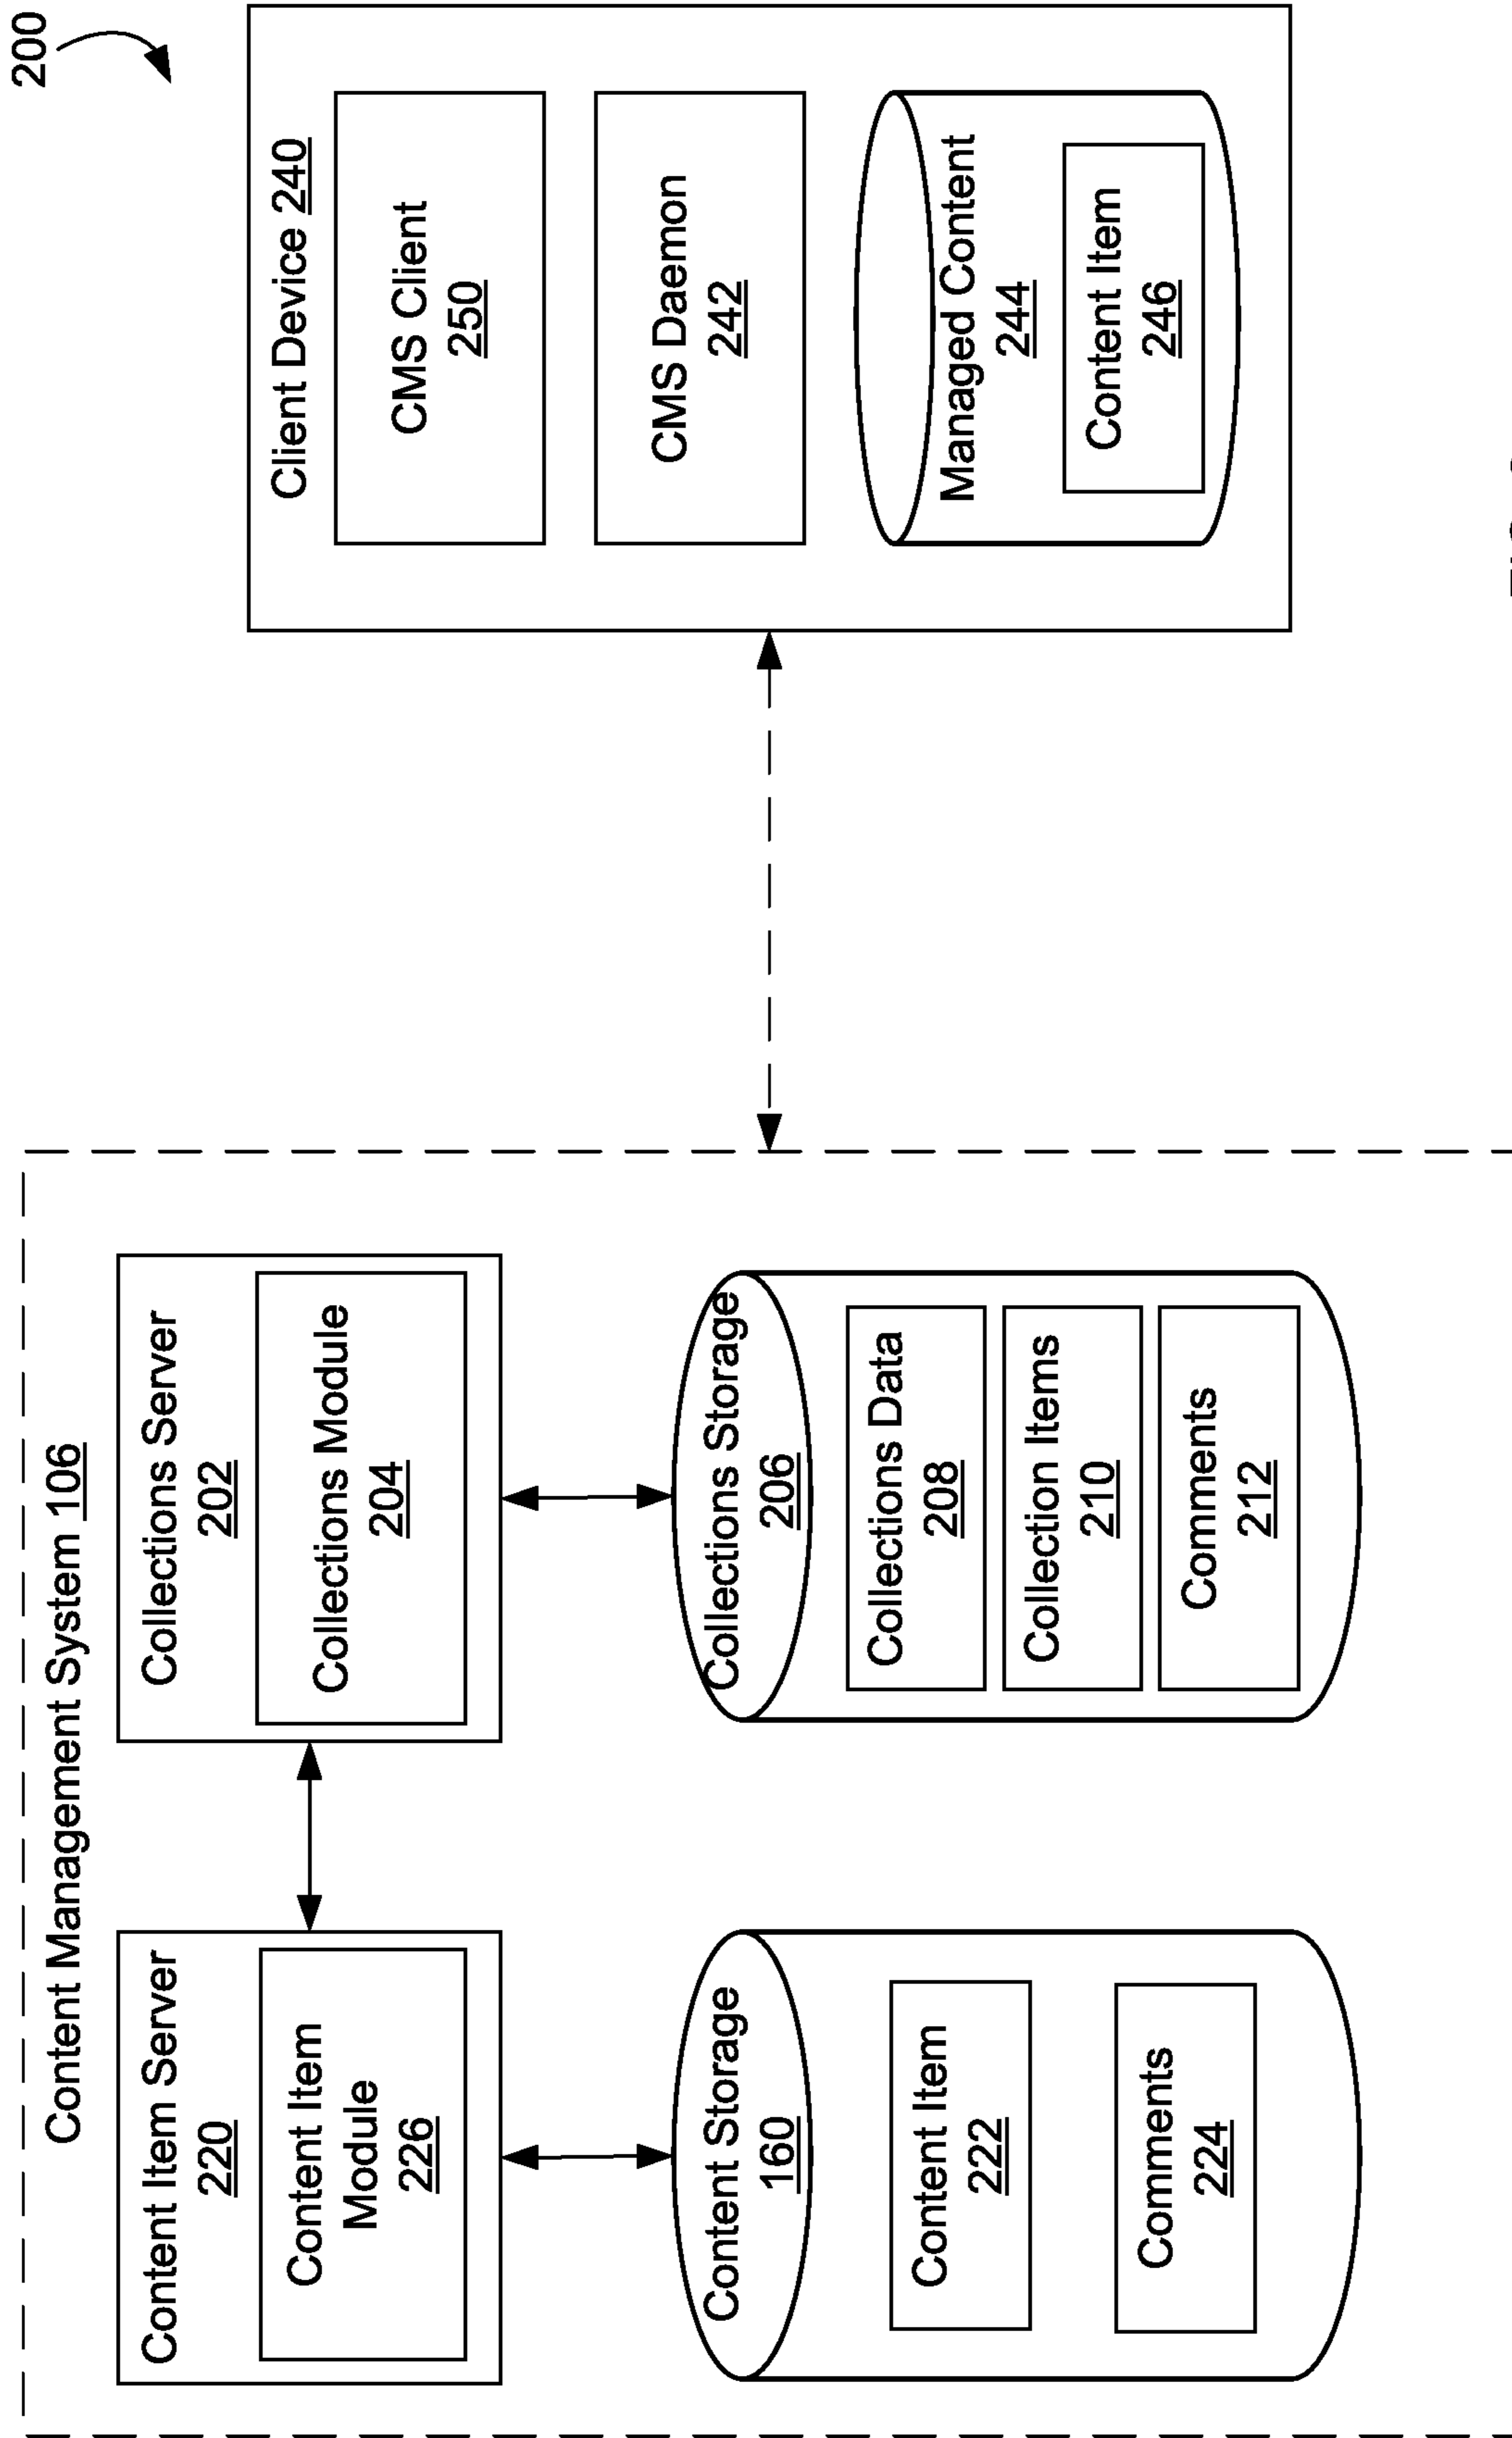 200
Content Management System 106
Content Item Server
220
Content Item
Module
226
Collections Server
202
Collections Module
204
Content Storage
160
Content Item
222
Comments
224
Collections Storage
206
Collections Data
208
Collection Items
210
Comments
212
Client Device 240
CMS Client
250
CMS Daemon
242
Managed Content
244
Content Item
246